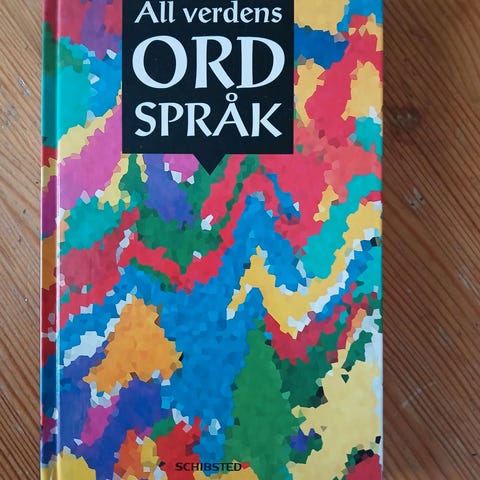 All verdens
ORD
SPRÅK
SCHIBSTED